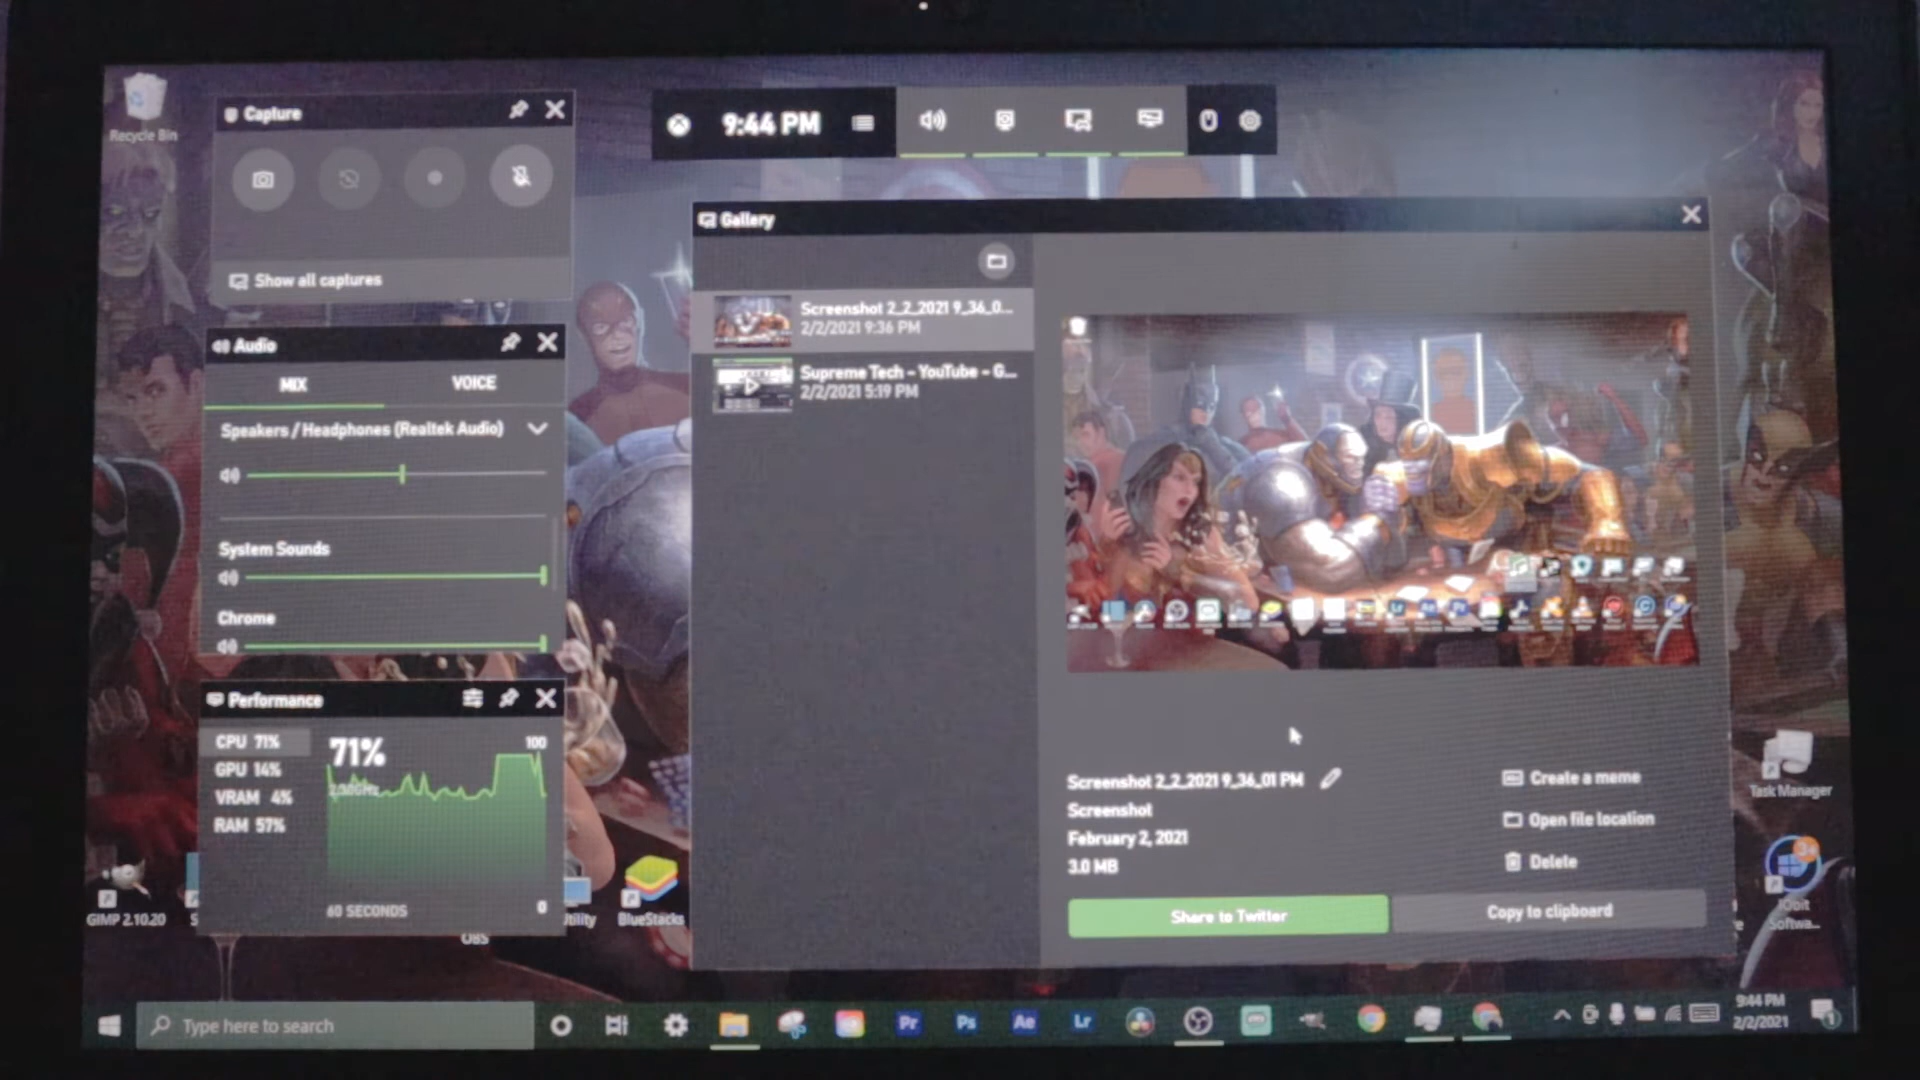 Recycle Bin
Capture
Show all captures
9:44 PM
Audio
MIX
VOICE
Speakers / Headphones (Realtek Audio)
System Sounds
Chrome
Performance
CPU 71%
GPU 14%
VRAM 4%
RAM 57%
71%
100
60 SECONDS
0
Gallery
Screenshot 2_2_2021 9_36_0...
2/2/2021 9:36 PM
Supreme Tech - YouTube - G...
2/2/2021 5:19 PM
Screenshot 2_2_2021 9_36_01 PM
Screenshot
February 2, 2021
3.0 MB
Create a meme
Open file location
Delete
Share to Twitter
Copy to clipboard
Task Manager
IObit
Softwa...
GIMP 2.10.20
OBS
BlueStacks
Type here to search
Pr
Ps
Ae
Lr
9:44 PM
2/2/2021
1